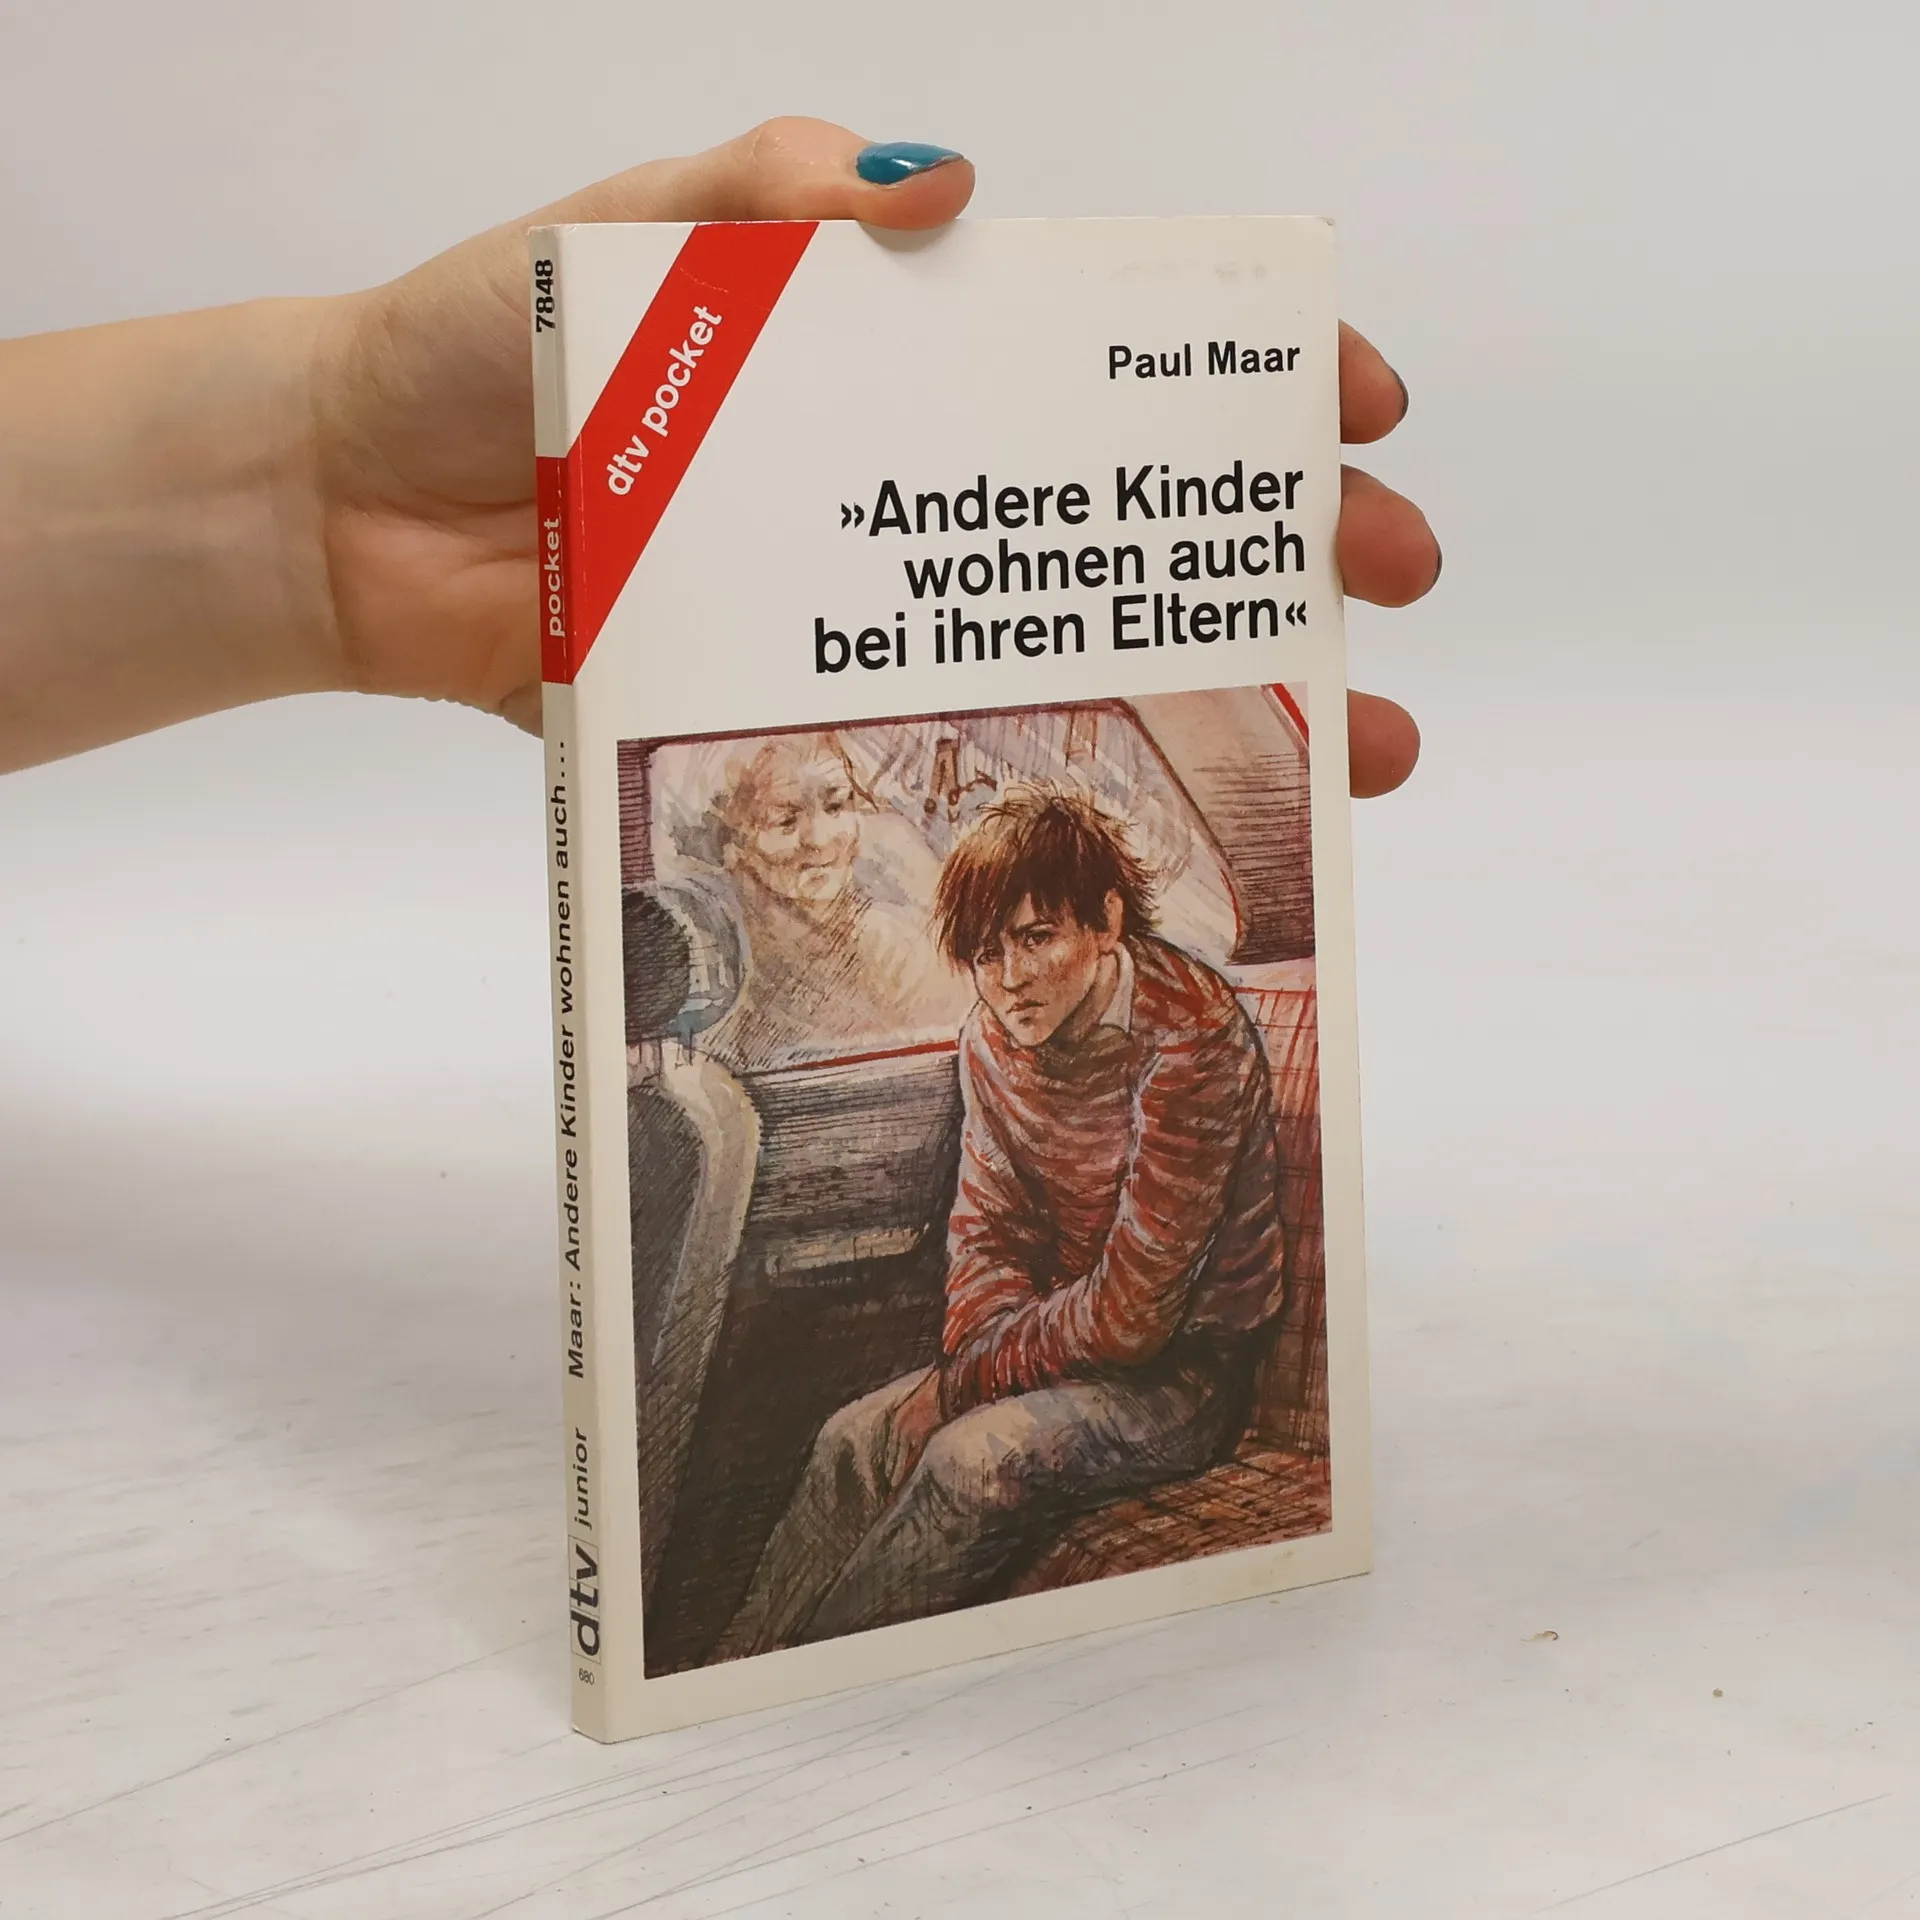 dtv pocket
Paul Maar
»Andere Kinder
wohnen auch
bei ihren Eltern«
7848
pocket
Maar: Andere Kinder wohnen auch...
dtv junior
680